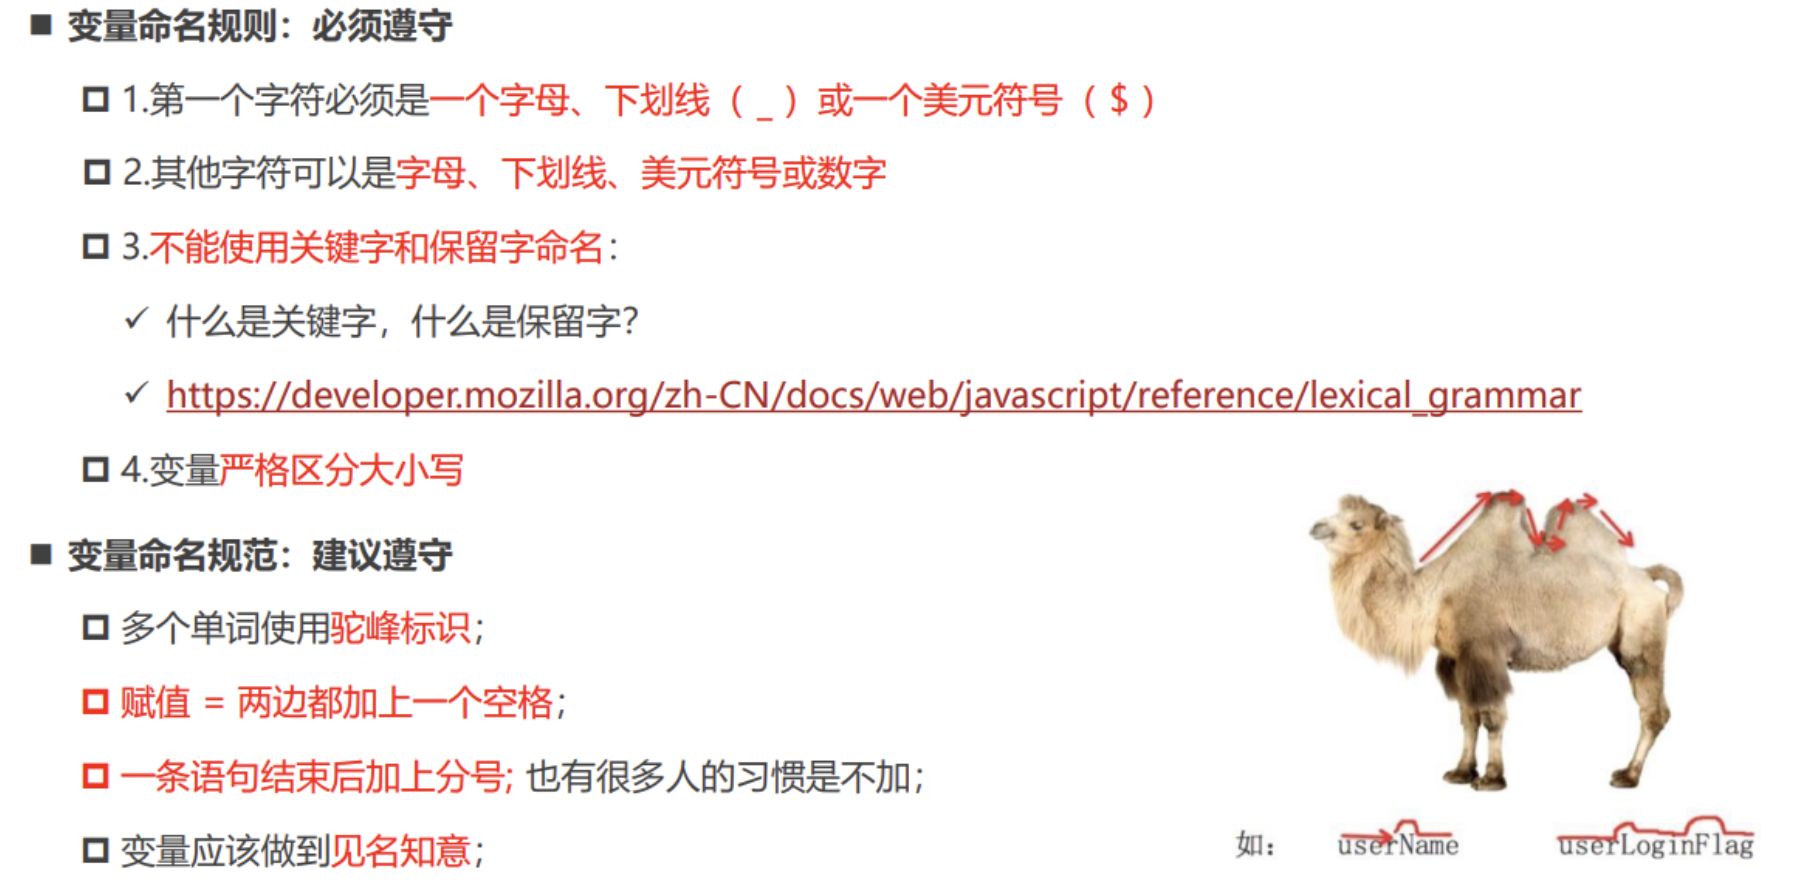 变量命名规则：必须遵守
1.第一个字符必须是一个字母、下划线（ _ ）或一个美元符号（ $ ）
2.其他字符可以是字母、下划线、美元符号或数字
3.不能使用关键字和保留字命名：
什么是关键字，什么是保留字？
https://developer.mozilla.org/zh-CN/docs/web/javascript/reference/lexical_grammar
4.变量严格区分大小写
变量命名规范：建议遵守
多个单词使用驼峰标识；
赋值 = 两边都加上一个空格；
一条语句结束后加上分号; 也有很多人的习惯是不加；
变量应该做到见名知意；
如： userName userLoginFlag